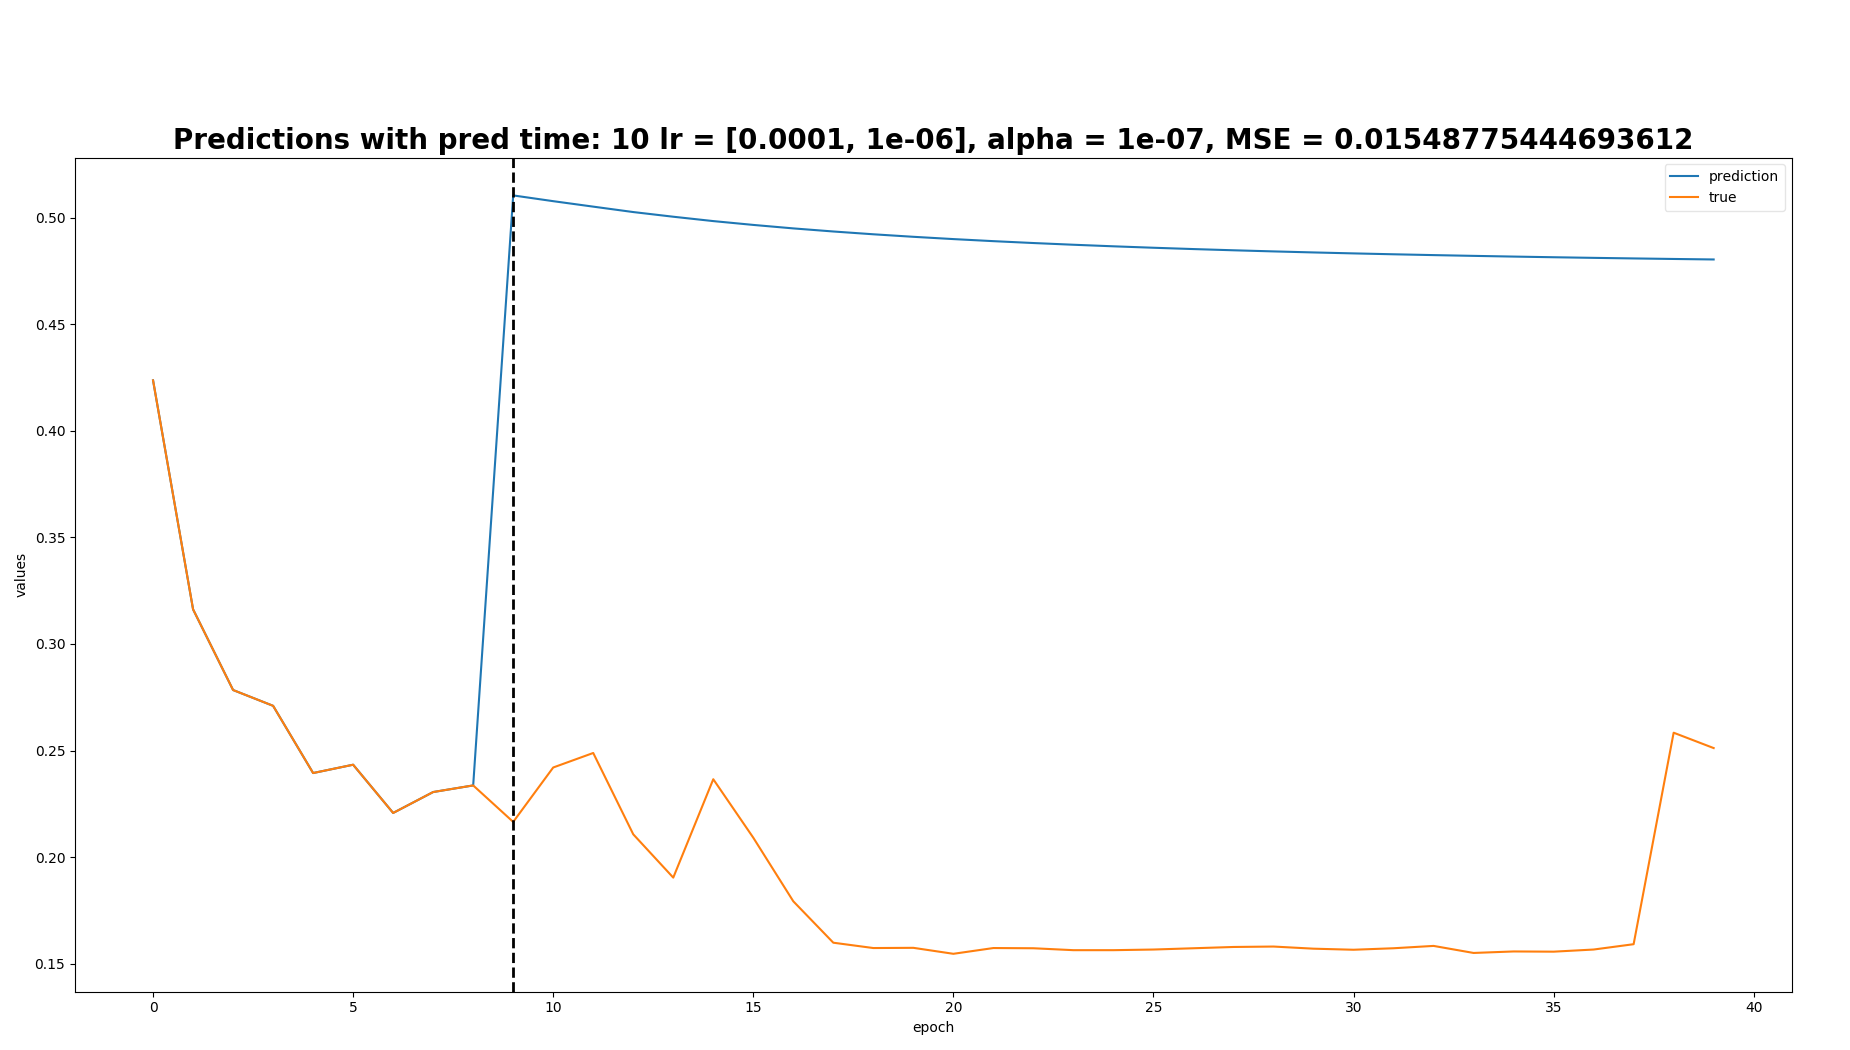 Predictions with pred time: 10 lr = [0.0001, 1e-06], alpha = 1e-07, MSE = 0.01548775444693612
prediction
true
0.50
0.45
0.40
0.35
0.30
0.25
0.20
0.15
values
0 5 10 15 20 25 30 35 40
epoch